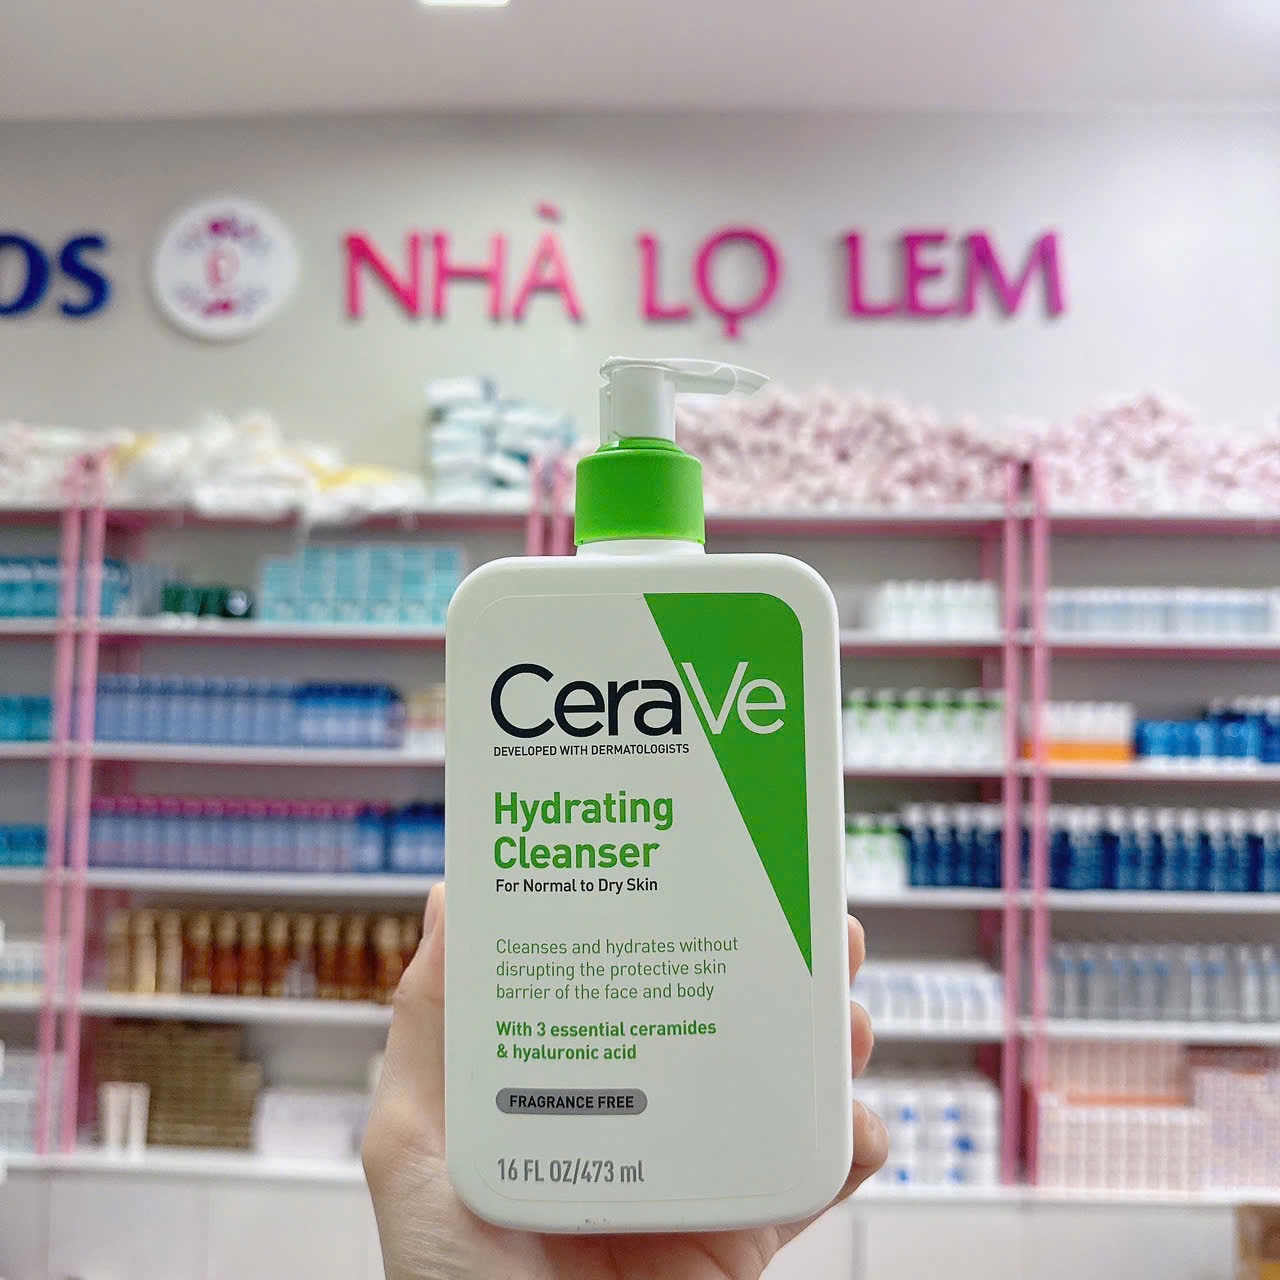 OS NHÀ LỌ LEM
CeraVe
DEVELOPED WITH DERMATOLOGISTS
Hydrating
Cleanser
For Normal to Dry Skin
Cleanses and hydrates without
disrupting the protective skin
barrier of the face and body
With 3 essential ceramides
& hyaluronic acid
FRAGRANCE FREE
16 FL OZ/473 ml